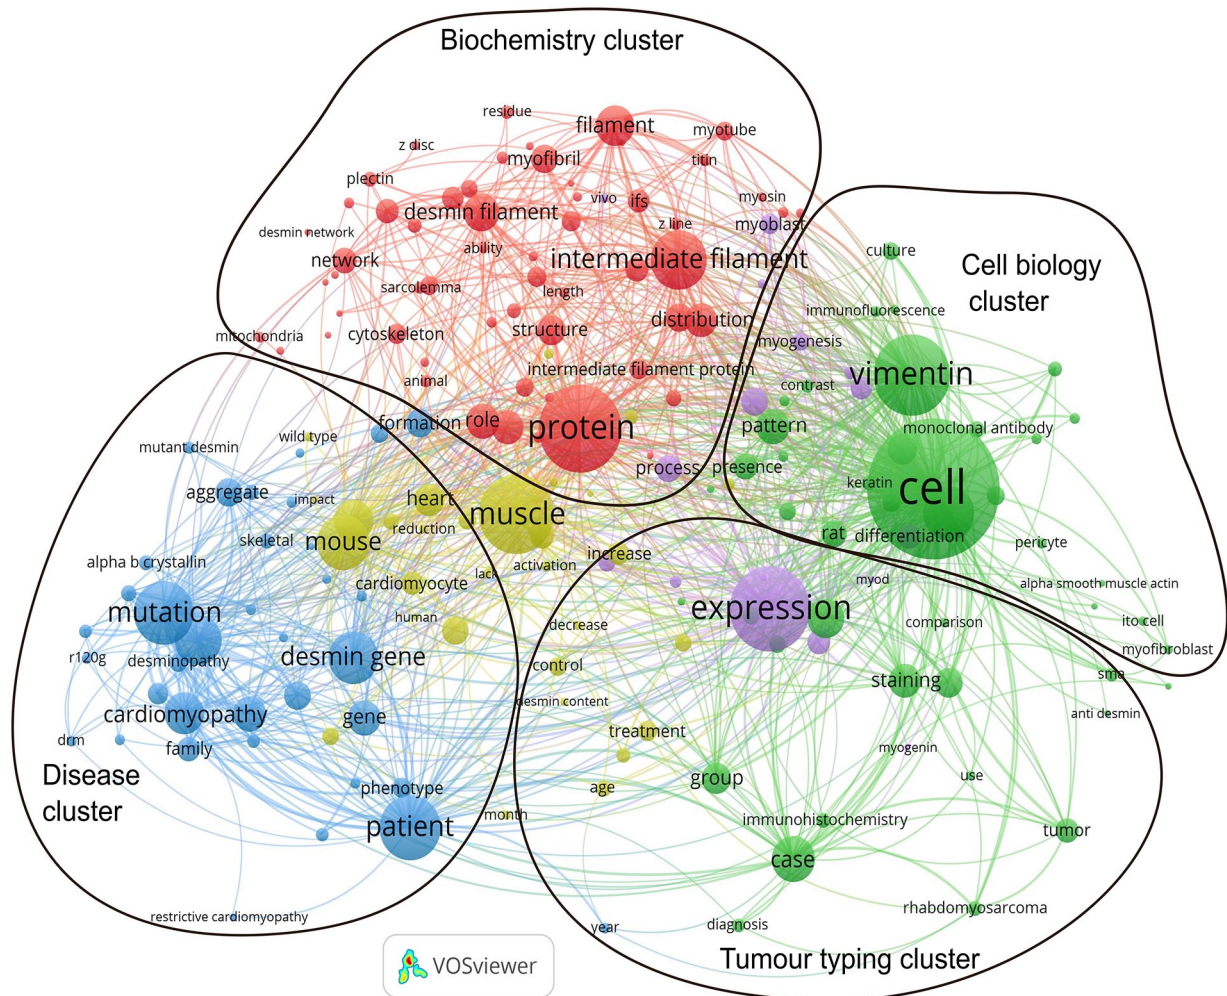 Biochemistry cluster
residue
filament
myotube
z disc
myofibril
titin
plectin
vivo
ifs
myosin
desmin filament
z line
myoblast
desmin network
ability
culture
network
intermediate filament
Cell biology
cluster
sarcolemma
length
immunofluorescence
mitochondria
cytoskeleton
structure
distribution
myogenesis
intermediate filament protein
vimentin
animal
contrast
formation
role
protein
pattern
monoclonal antibody
wild type
mutant desmin
process
presence
aggregate
impact
heart
keratin
cell
muscle
skeletal
mouse
reduction
rat
differentiation
pericyte
increase
alpha b crystallin
activation
lack
cardiomyocyte
myod
alpha smooth muscle actin
mutation
human
expression
decrease
comparison
ito cell
r120g
desminopathy
desmin gene
control
myofibroblast
staining
sma
desmin content
cardiomyopathy
gene
anti desmin
drm
family
treatment
myogenin
Disease
cluster
phenotype
age
group
use
month
patient
immunohistochemistry
tumor
case
restrictive cardiomyopathy
year
diagnosis
rhabdomyosarcoma
Tumour typing cluster
VOSviewer